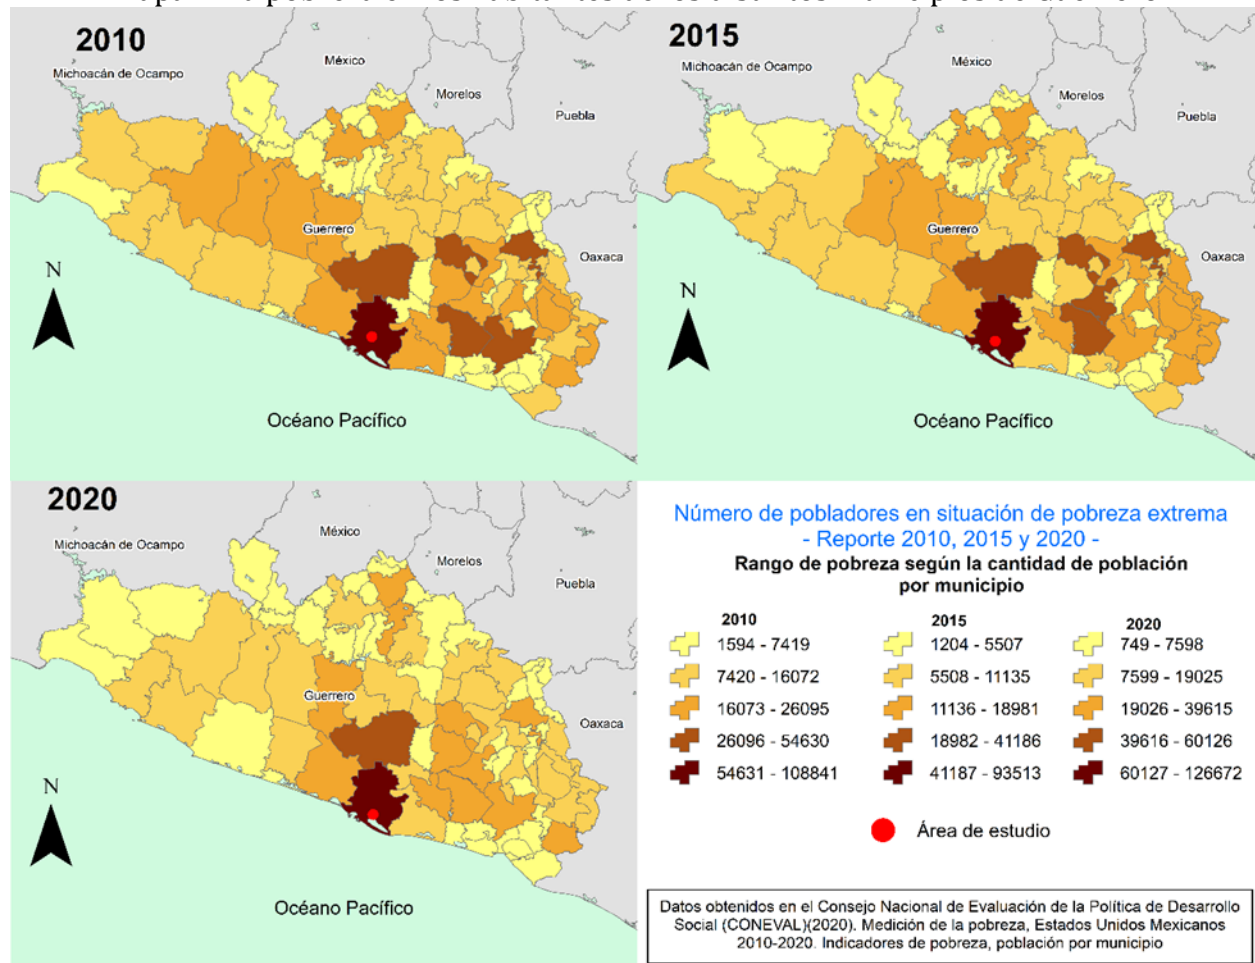 2010
Michoacán de Ocampo
México
Morelos
Puebla
Guerrero
Oaxaca
N
Océano Pacífico
2015
Michoacán de Ocampo
México
Morelos
Puebla
Guerrero
Oaxaca
N
Océano Pacífico
2020
Michoacán de Ocampo
México
Morelos
Puebla
Guerrero
Oaxaca
N
Océano Pacífico
Número de pobladores en situación de pobreza extrema
- Reporte 2010, 2015 y 2020 -
Rango de pobreza según la cantidad de población
por municipio
2010 2015 2020
1594 - 7419 1204 - 5507 749 - 7598
7420 - 16072 5508 - 11135 7599 - 19025
16073 - 26095 11136 - 18981 19026 - 39615
26096 - 54630 18982 - 41186 39616 - 60126
54631 - 108841 41187 - 93513 60127 - 126672
Área de estudio
Datos obtenidos en el Consejo Nacional de Evaluación de la Política de Desarrollo
Social (CONEVAL)(2020). Medición de la pobreza, Estados Unidos Mexicanos
2010-2020. Indicadores de pobreza, población por municipio